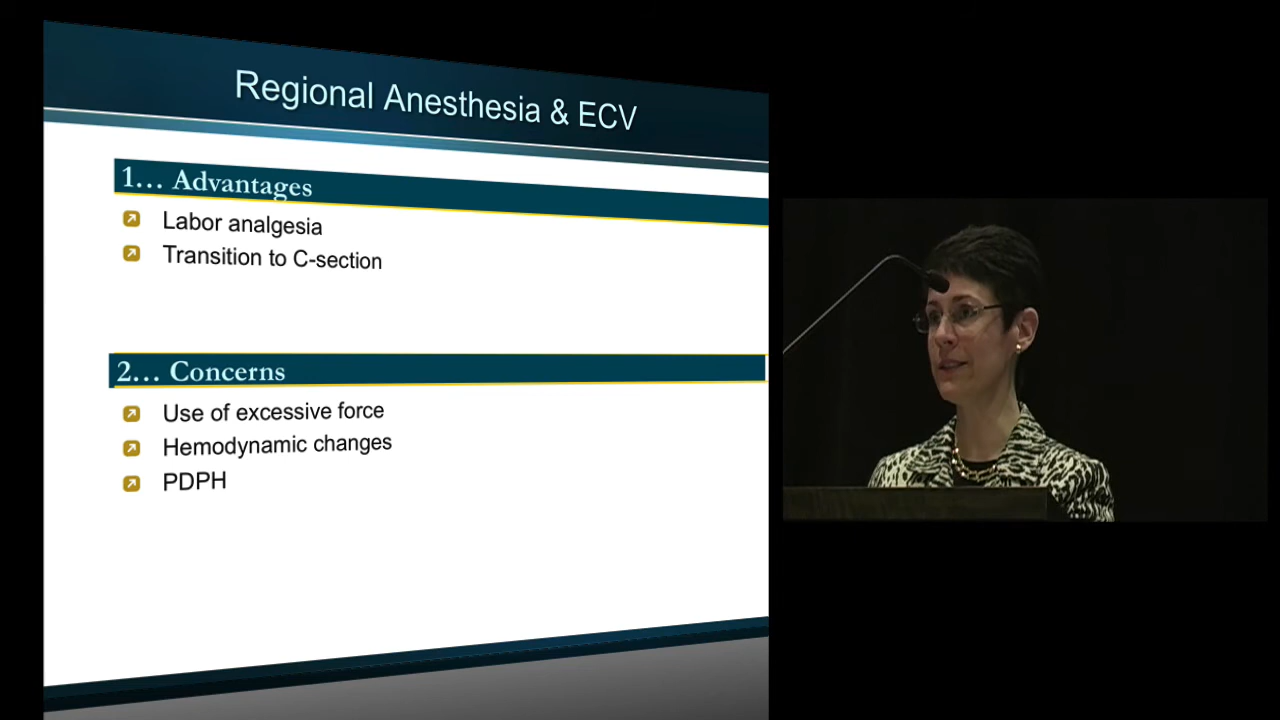 Regional Anesthesia & ECV
1... Advantages
Labor analgesia
Transition to C-section
2... Concerns
Use of excessive force
Hemodynamic changes
PDPH